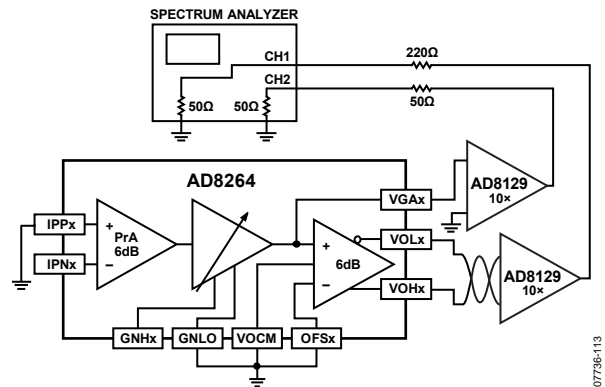 SPECTRUM ANALYZER
CH1
220Ω
CH2
50Ω
50Ω
50Ω
AD8264
VGAx
AD8129
10×
IPPx
+
PrA
6dB
IPNx
−
+
6dB
−
VOLx
VOHx
AD8129
10×
GNHx
GNLO
VOCM
OFSx
07736-113